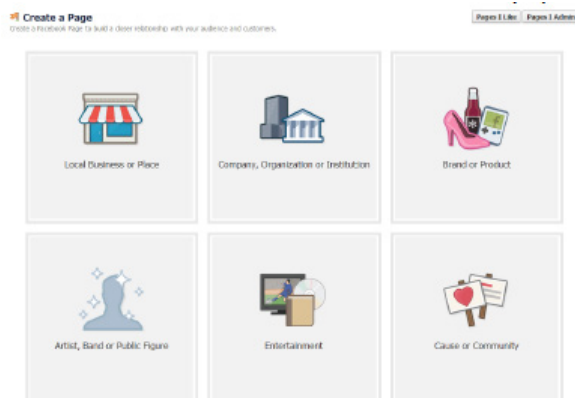 Create a Page
Create a Facebook Page to build a closer relationship with your audience and customers.
Pages I Like Pages I Admin
Local Business or Place
Company, Organization or Institution
Brand or Product
Artist, Band or Public Figure
Entertainment
Cause or Community